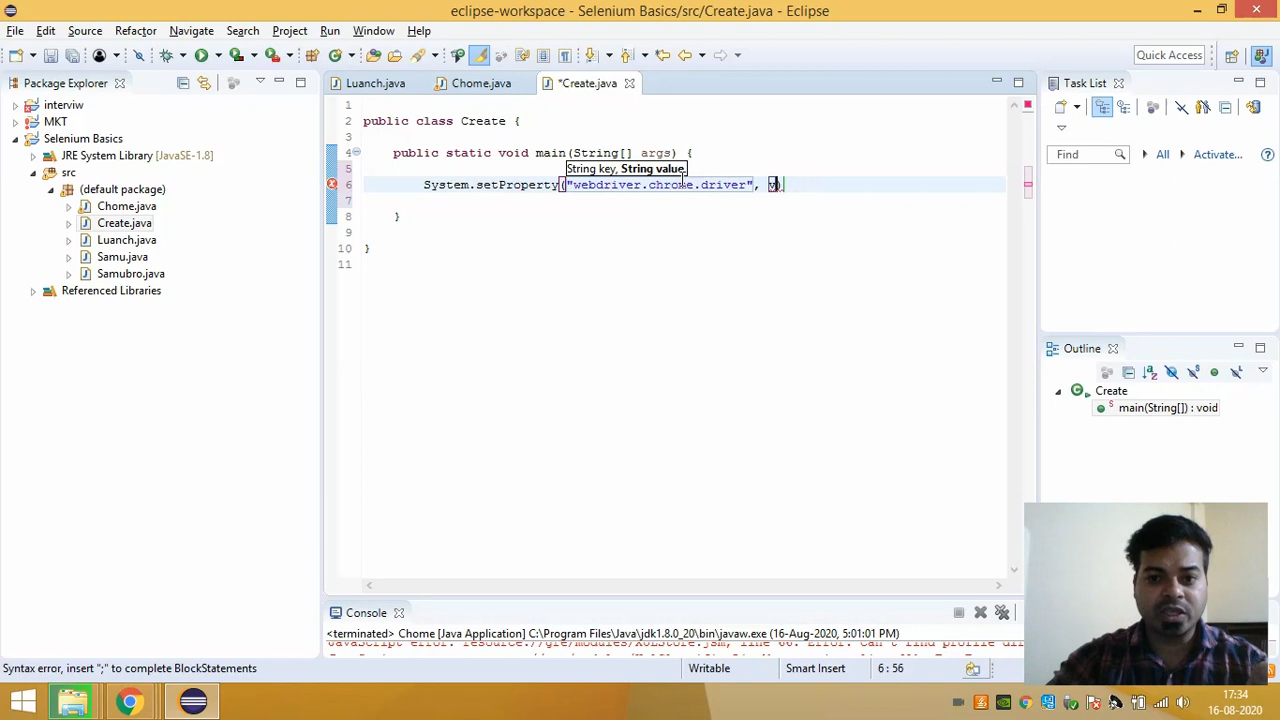 eclipse-workspace - Selenium Basics/src/Create.java - Eclipse
File Edit Source Refactor Navigate Search Project Run Window Help
Quick Access
Package Explorer
Luanch.java
Chome.java
*Create.java
Task List
interviw
MKT
Selenium Basics
JRE System Library [JavaSE-1.8]
src
(default package)
Chome.java
Create.java
Luanch.java
Samu.java
Samubro.java
Referenced Libraries
1
2 public class Create {
3
4 public static void main(String[] args) {
String key, String value
5
6 System.setProperty("webdriver.chrome.driver", v)
7
8 }
9
10 }
11
Find
All
Activate...
Outline
Create
main(String[]) : void
Console
<terminated> Chome [Java Application] C:\Program Files\Java\jdk1.8.0_20\bin\javaw.exe (16-Aug-2020, 5:01:01 PM)
Syntax error, insert ";" to complete BlockStatements
Writable
Smart Insert
6 : 56
17:34
16-08-2020